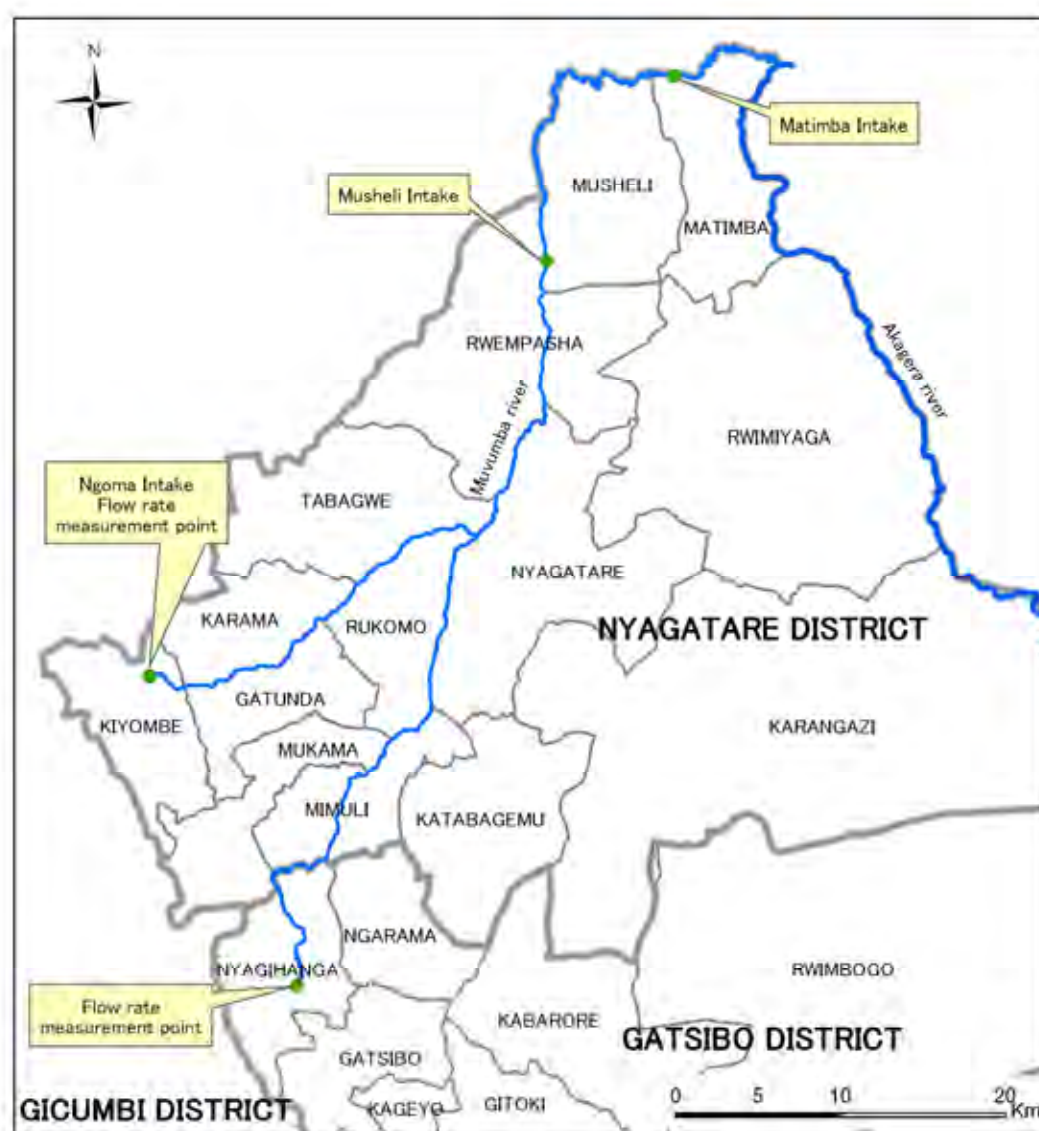 N
Matimba Intake
MUSHELI
Musheli Intake
MATIMBA
RWEMPASHA
Muvumba river
Akagera river
RWIMIYAGA
Ngoma Intake
Flow rate
measurement point
TABAGWE
NYAGATARE
KARAMA
RUKOMO
NYAGATARE DISTRICT
GATUNDA
KIYOMBE
KARANGAZI
MUKAMA
MIMULI
KATABAGEMU
NGARAMA
NYAGIHANGA
RWIMBOGO
Flow rate
measurement point
KABARORE
GATSIBO DISTRICT
GATSIBO
KAGEYO
GITOKI
GICUMBI DISTRICT
0 5 10 20
Km